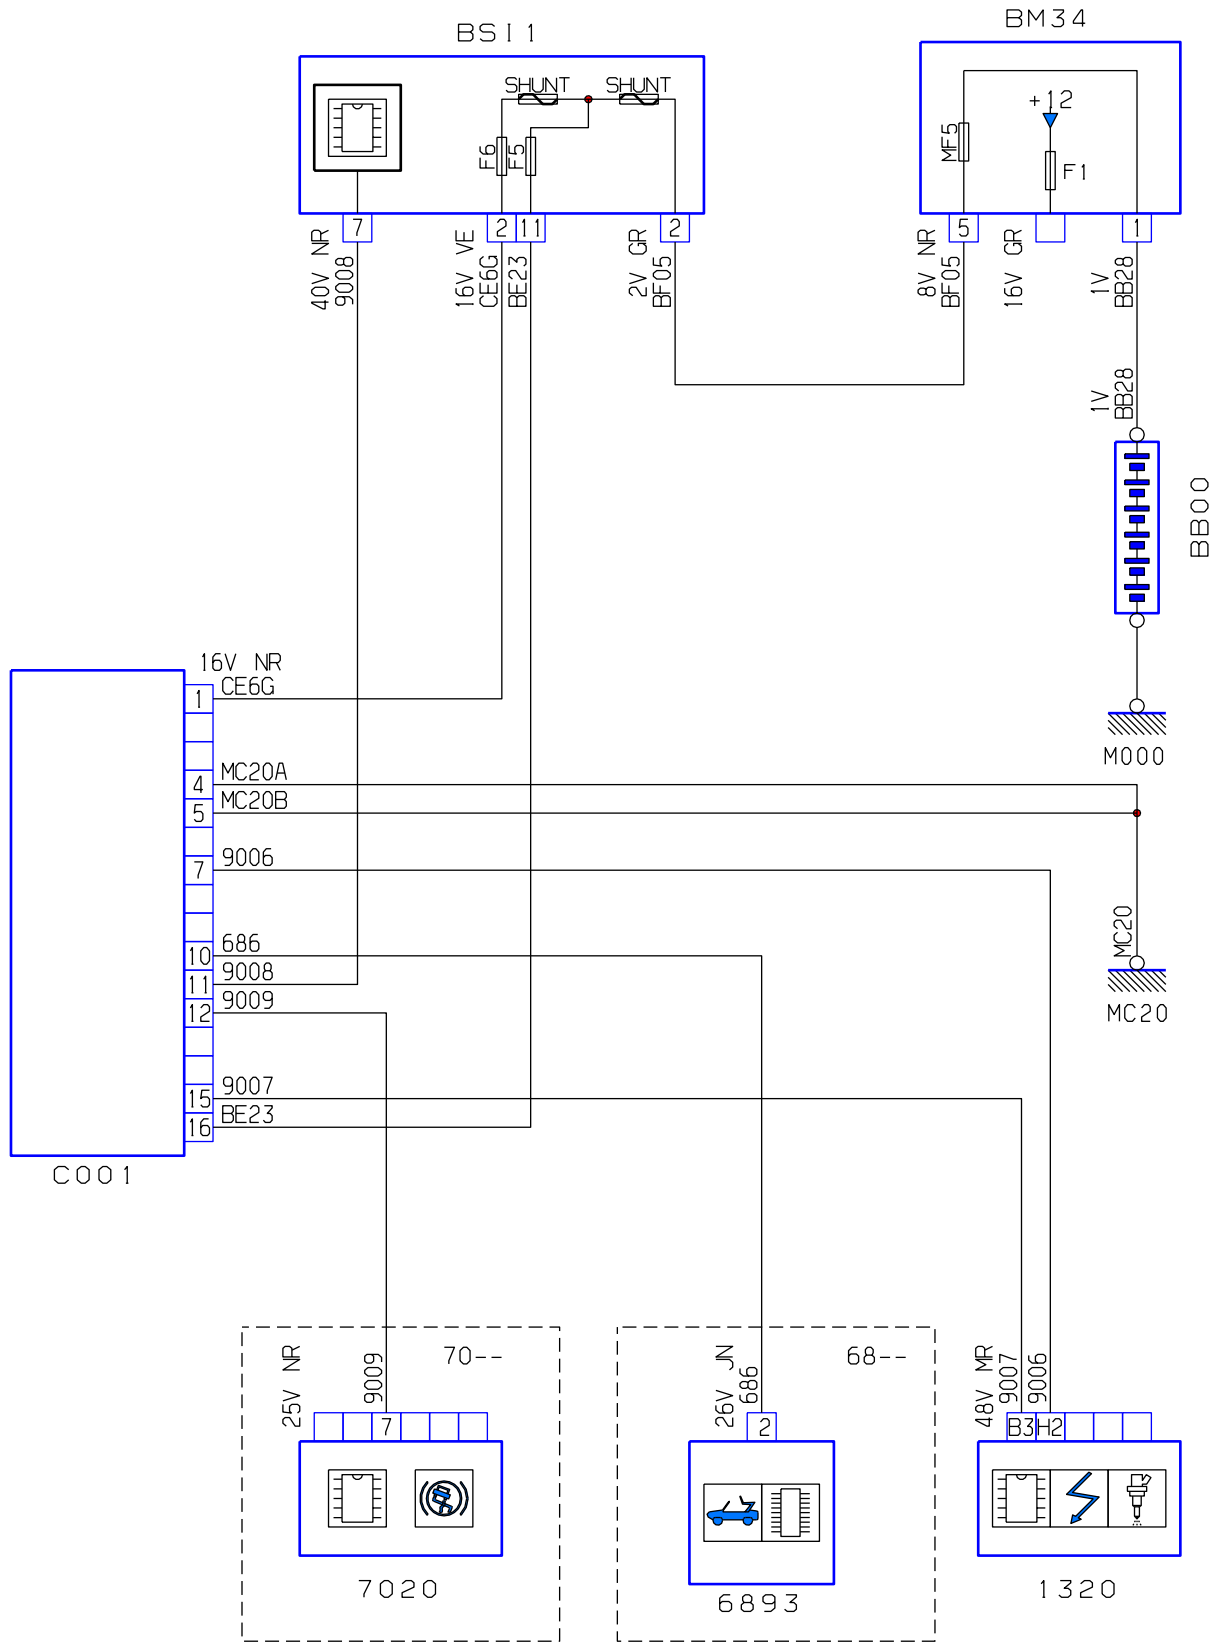 BSI1
BM34
SHUNT
SHUNT
+12
F6
F5
MF5
F1
7
2
11
2
5
1
40V NR
9008
16V VE
CE6G
BE23
2V GR
BF05
8V NR
BF05
16V GR
1V
BB28
1V
BB28
BB00
M000
16V NR
1
CE6G
4
MC20A
5
MC20B
7
9006
10
686
11
9008
12
9009
15
9007
16
BE23
C001
MC20
MC20
25V NR
9009
70--
7
7020
26V JN
686
68--
2
6893
48V MR
9007
9006
B3
H2
1320